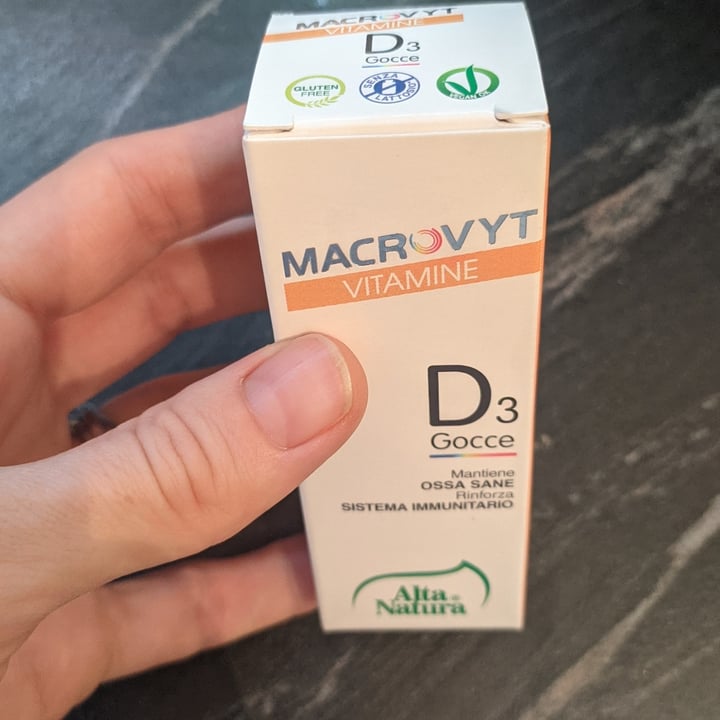 MACROVYT
VITAMINE
D3
Gocce
GLUTEN
FREE
SENZA
LATTOSIO
VEGAN OK
MACROVYT
VITAMINE
D3
Gocce
Mantiene
OSSA SANE
Rinforza
SISTEMA IMMUNITARIO
Alta
Natura